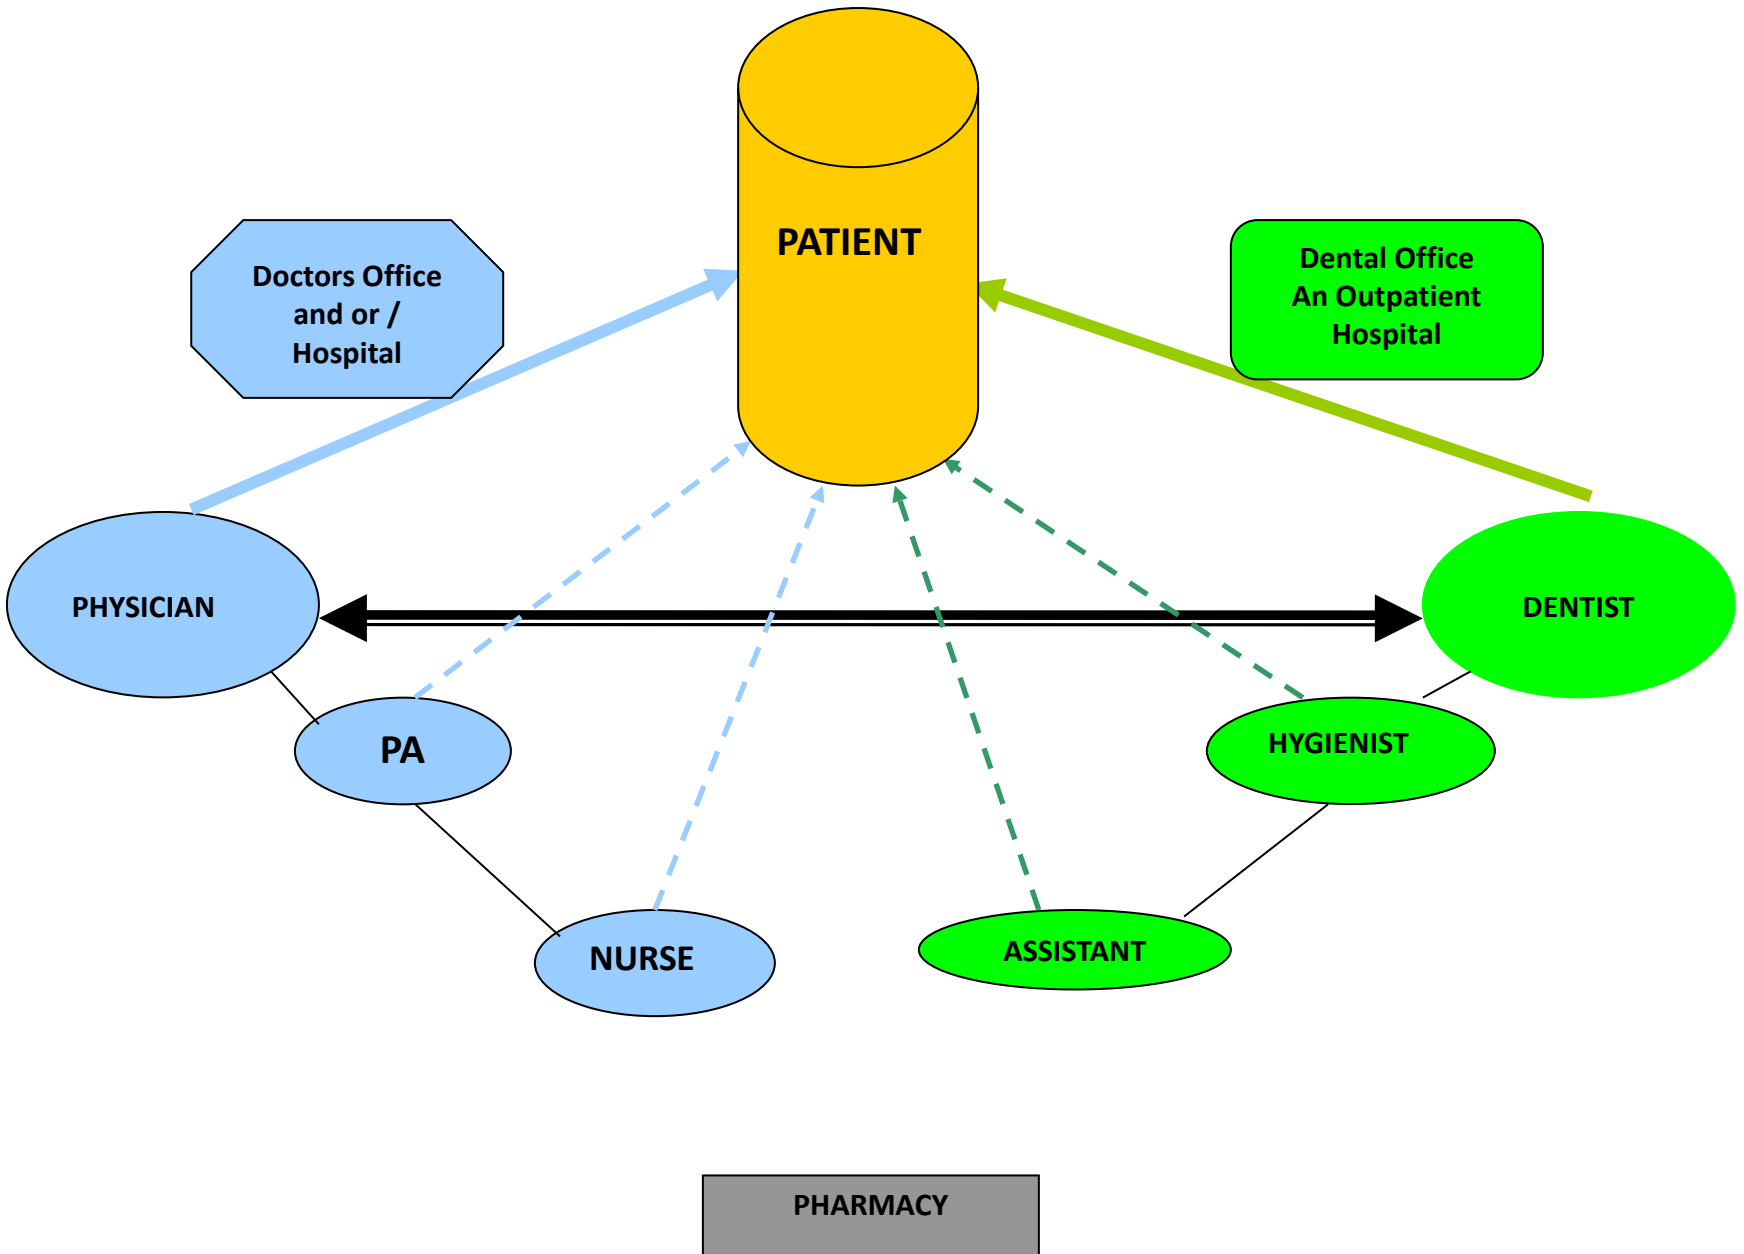 PATIENT
Doctors Office
and or /
Hospital
Dental Office
An Outpatient
Hospital
PHYSICIAN
DENTIST
PA
HYGIENIST
NURSE
ASSISTANT
PHARMACY